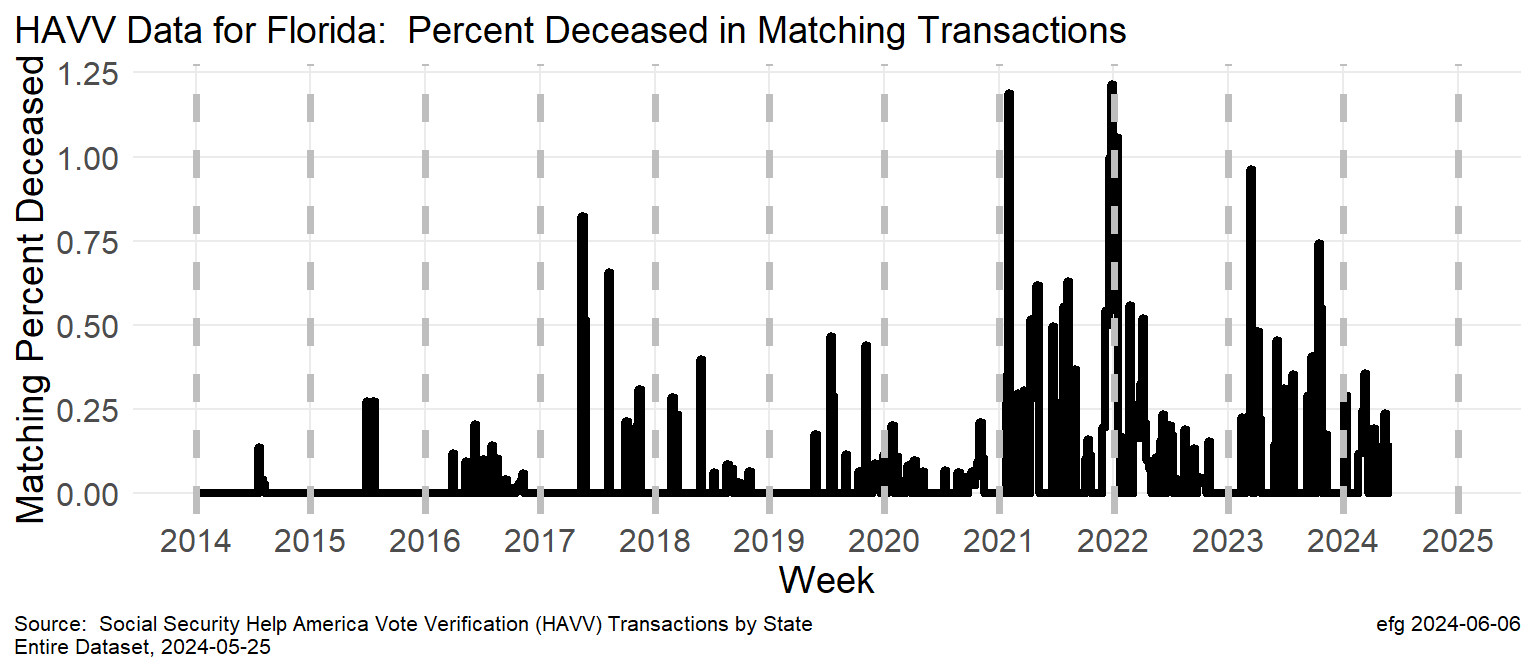 HAVV Data for Florida:  Percent Deceased in Matching Transactions
Matching Percent Deceased
1.25
1.00
0.75
0.50
0.25
0.00
2014 2015 2016 2017 2018 2019 2020 2021 2022 2023 2024 2025
Week
Source:  Social Security Help America Vote Verification (HAVV) Transactions by State
Entire Dataset, 2024-05-25
efg 2024-06-06